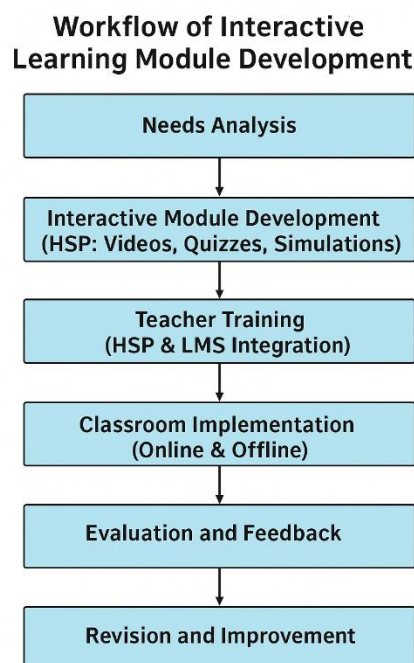 Workflow of Interactive
Learning Module Development
Needs Analysis
Interactive Module Development
(HSP: Videos, Quizzes, Simulations)
Teacher Training
(HSP & LMS Integration)
Classroom Implementation
(Online & Offline)
Evaluation and Feedback
Revision and Improvement